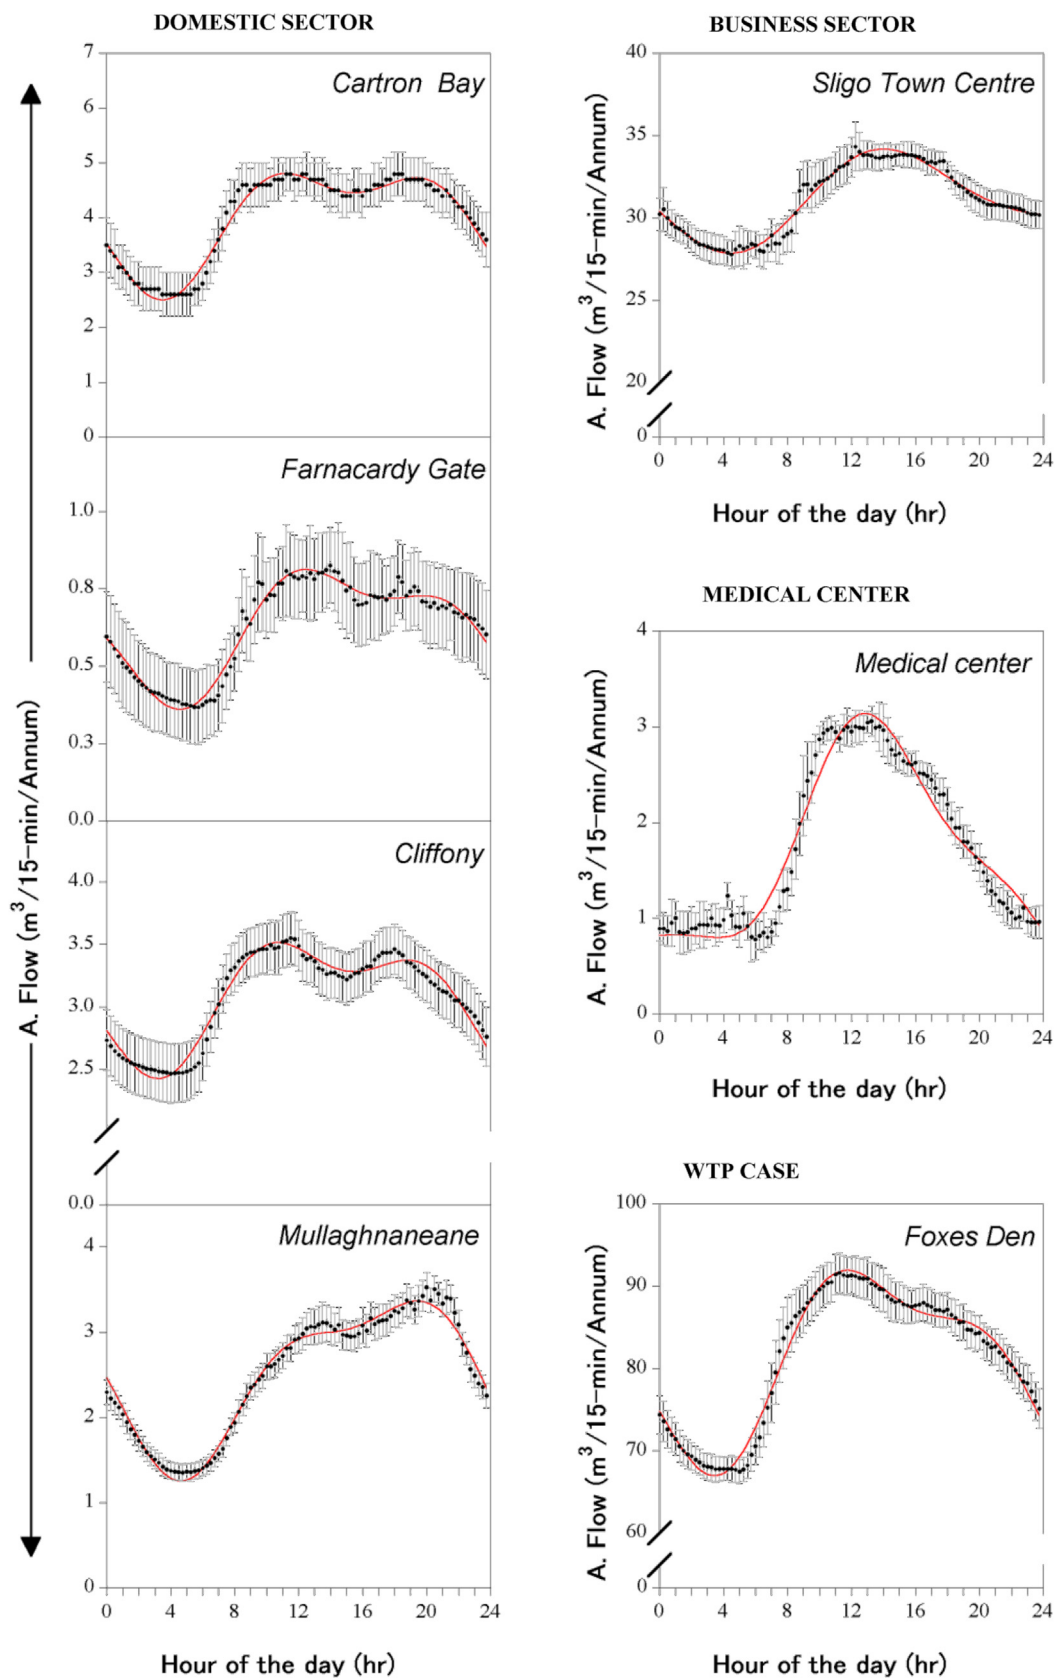 DOMESTIC SECTOR
A. Flow (m³/15-min/Annum)
7
Cartron Bay
6
5
4
3
2
1
0
Farnacardy Gate
1.0
0.8
0.5
0.3
0.0
Cliffony
4.0
3.5
3.0
2.5
0.0
Mullaghnaneane
4
3
2
1
0
0 4 8 12 16 20 24
Hour of the day (hr)
BUSINESS SECTOR
A. Flow (m³/15-min/Annum)
40
Sligo Town Centre
35
30
25
20
0
0 4 8 12 16 20 24
Hour of the day (hr)
MEDICAL CENTER
A. Flow (m³/15-min/Annum)
4
Medical center
3
2
1
0
0 4 8 12 16 20 24
Hour of the day (hr)
WTP CASE
A. Flow (m³/15-min/Annum)
100
Foxes Den
90
80
70
60
0
0 4 8 12 16 20 24
Hour of the day (hr)